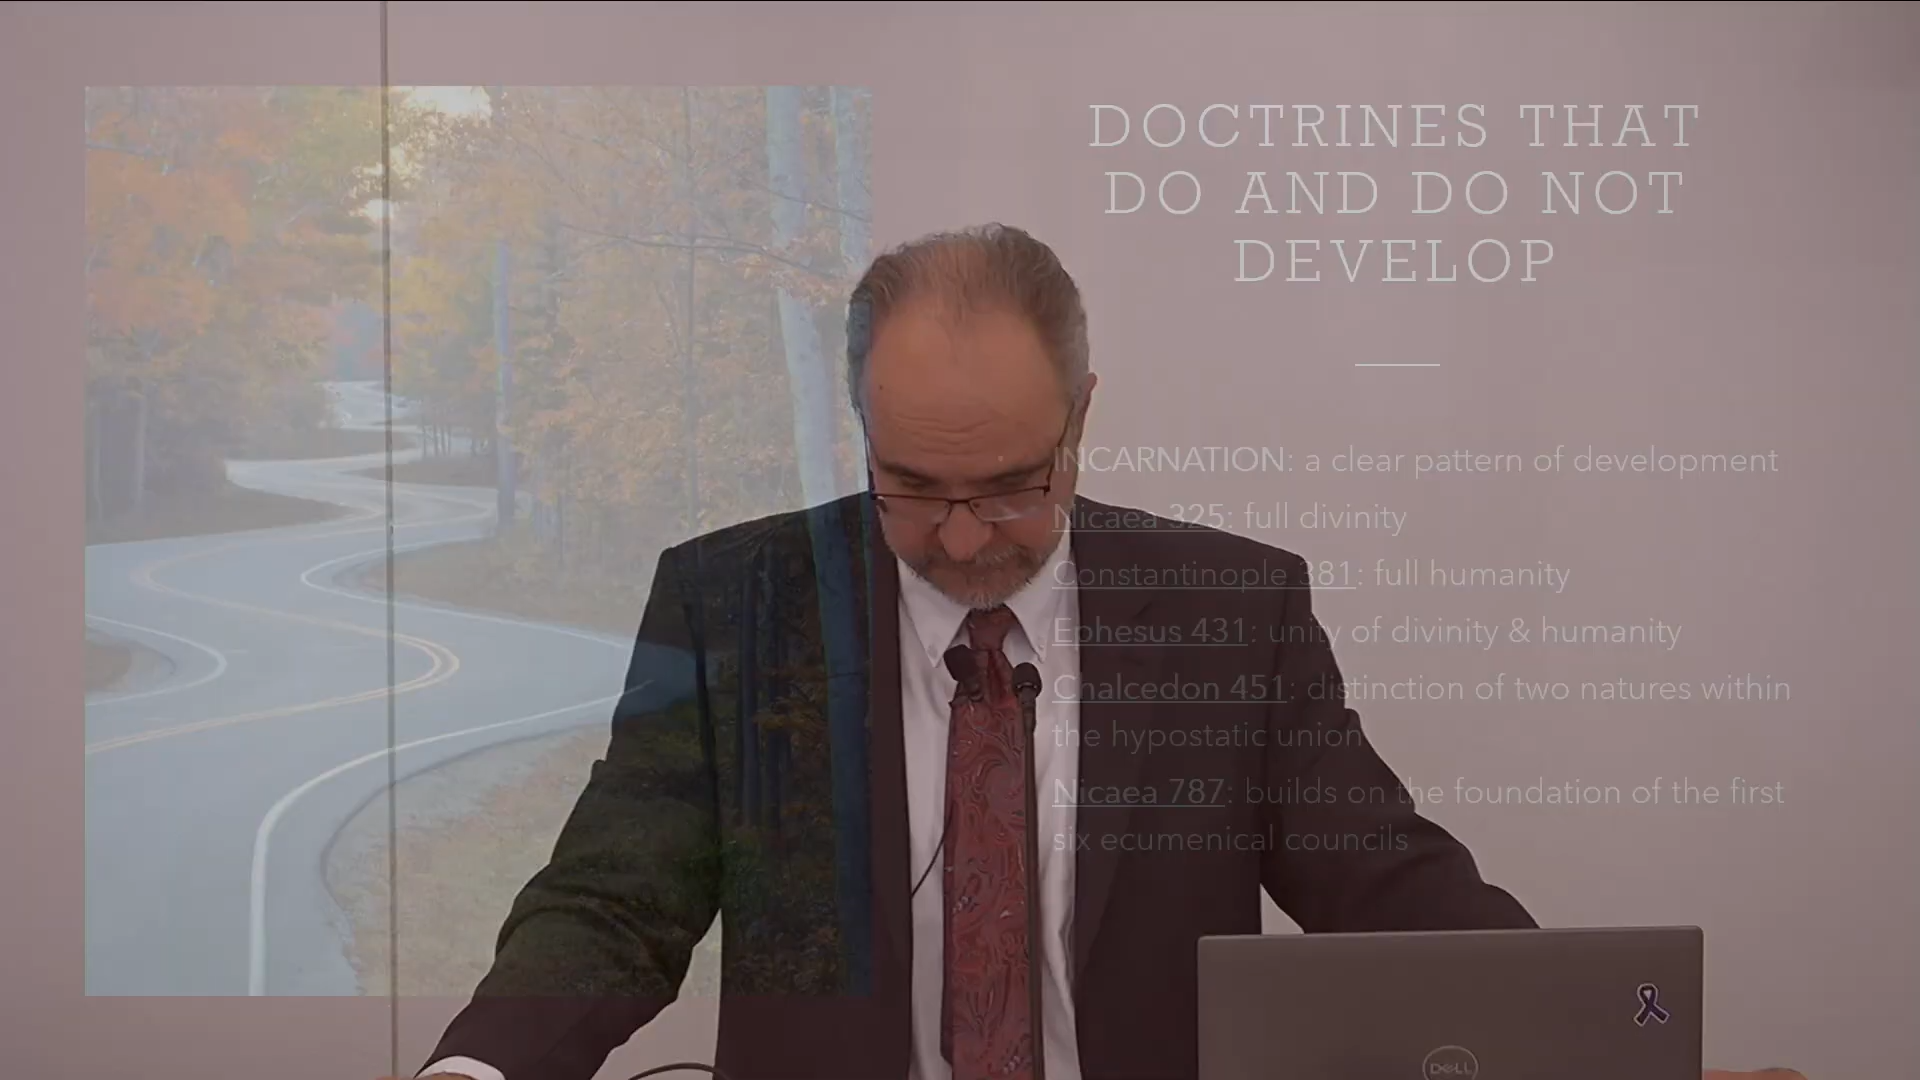 DOCTRINES THAT
DO AND DO NOT
DEVELOP
INCARNATION: a clear pattern of development
Nicaea 325: full divinity
Constantinople 381: full humanity
Ephesus 431: unity of divinity & humanity
Chalcedon 451: distinction of two natures within
the hypostatic union
Nicaea 787: builds on the foundation of the first
six ecumenical councils
DELL